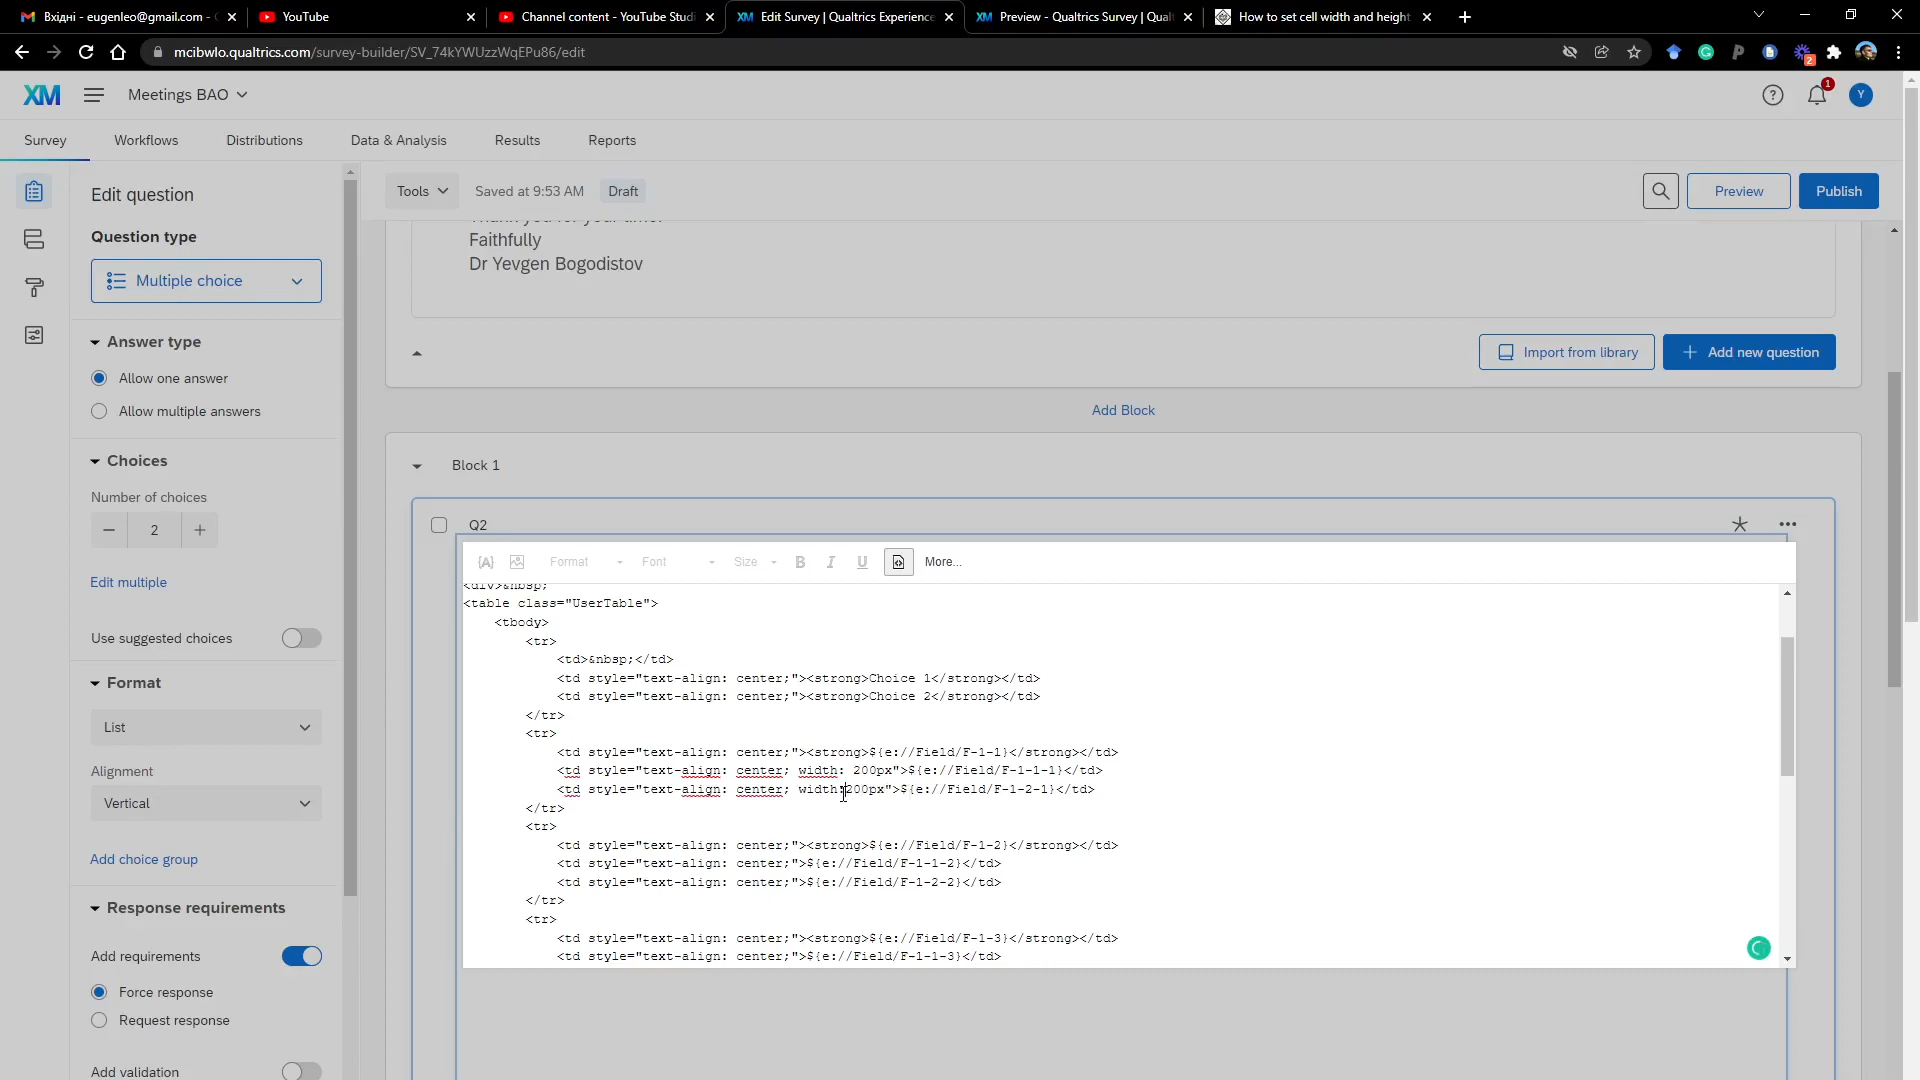 Вхідні - eugenleo@gmail.com -
YouTube
Channel content - YouTube Studi
Edit Survey | Qualtrics Experience
Preview - Qualtrics Survey | Qual
How to set cell width and height
mcibwlo.qualtrics.com/survey-builder/SV_74kYWUzzWqEPu86/edit
2
XM
Meetings BAO
1
Y
Survey
Workflows
Distributions
Data & Analysis
Results
Reports
Edit question
Tools
Saved at 9:53 AM
Draft
Preview
Publish
Thank you for your time.
Faithfully
Dr Yevgen Bogodistov
Question type
Multiple choice
Import from library
Add new question
Answer type
Allow one answer
Allow multiple answers
Add Block
Choices
Block 1
Number of choices
2
Q2
Edit multiple
Format
Font
Size
B
I
U
More...
Use suggested choices
Format
List
Alignment
Vertical
Add choice group
Response requirements
Add requirements
Force response
Request response
Add validation
<div>&nbsp;
<table class="UserTable">
<tbody>
<tr>
<td>&nbsp;</td>
<td style="text-align: center;"><strong>Choice 1</strong></td>
<td style="text-align: center;"><strong>Choice 2</strong></td>
</tr>
<tr>
<td style="text-align: center;"><strong>${e://Field/F-1-1}</strong></td>
<td style="text-align: center; width: 200px">${e://Field/F-1-1-1}</td>
<td style="text-align: center; width:200px">${e://Field/F-1-2-1}</td>
</tr>
<tr>
<td style="text-align: center;"><strong>${e://Field/F-1-2}</strong></td>
<td style="text-align: center;">${e://Field/F-1-1-2}</td>
<td style="text-align: center;">${e://Field/F-1-2-2}</td>
</tr>
<tr>
<td style="text-align: center;"><strong>${e://Field/F-1-3}</strong></td>
<td style="text-align: center;">${e://Field/F-1-1-3}</td>